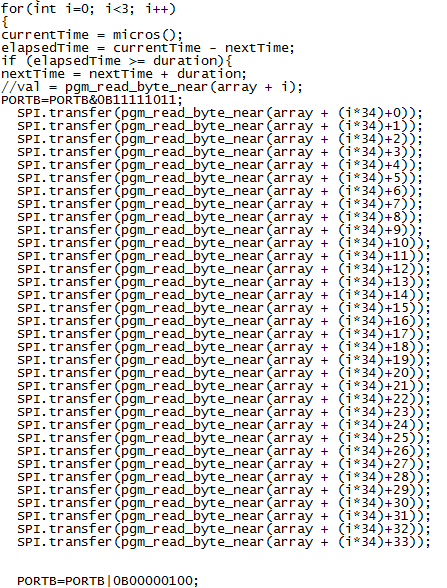 for(int i=0; i<3; i++)
{
currentTime = micros();
elapsedTime = currentTime - nextTime;
if (elapsedTime >= duration){
nextTime = nextTime + duration;
//val = pgm_read_byte_near(array + i);
PORTB=PORTB&0B11111011;
SPI.transfer(pgm_read_byte_near(array + (i*34)+0));
SPI.transfer(pgm_read_byte_near(array + (i*34)+1));
SPI.transfer(pgm_read_byte_near(array + (i*34)+2));
SPI.transfer(pgm_read_byte_near(array + (i*34)+3));
SPI.transfer(pgm_read_byte_near(array + (i*34)+4));
SPI.transfer(pgm_read_byte_near(array + (i*34)+5));
SPI.transfer(pgm_read_byte_near(array + (i*34)+6));
SPI.transfer(pgm_read_byte_near(array + (i*34)+7));
SPI.transfer(pgm_read_byte_near(array + (i*34)+8));
SPI.transfer(pgm_read_byte_near(array + (i*34)+9));
SPI.transfer(pgm_read_byte_near(array + (i*34)+10));
SPI.transfer(pgm_read_byte_near(array + (i*34)+11));
SPI.transfer(pgm_read_byte_near(array + (i*34)+12));
SPI.transfer(pgm_read_byte_near(array + (i*34)+13));
SPI.transfer(pgm_read_byte_near(array + (i*34)+14));
SPI.transfer(pgm_read_byte_near(array + (i*34)+15));
SPI.transfer(pgm_read_byte_near(array + (i*34)+16));
SPI.transfer(pgm_read_byte_near(array + (i*34)+17));
SPI.transfer(pgm_read_byte_near(array + (i*34)+18));
SPI.transfer(pgm_read_byte_near(array + (i*34)+19));
SPI.transfer(pgm_read_byte_near(array + (i*34)+20));
SPI.transfer(pgm_read_byte_near(array + (i*34)+21));
SPI.transfer(pgm_read_byte_near(array + (i*34)+22));
SPI.transfer(pgm_read_byte_near(array + (i*34)+23));
SPI.transfer(pgm_read_byte_near(array + (i*34)+24));
SPI.transfer(pgm_read_byte_near(array + (i*34)+25));
SPI.transfer(pgm_read_byte_near(array + (i*34)+26));
SPI.transfer(pgm_read_byte_near(array + (i*34)+27));
SPI.transfer(pgm_read_byte_near(array + (i*34)+28));
SPI.transfer(pgm_read_byte_near(array + (i*34)+29));
SPI.transfer(pgm_read_byte_near(array + (i*34)+30));
SPI.transfer(pgm_read_byte_near(array + (i*34)+31));
SPI.transfer(pgm_read_byte_near(array + (i*34)+32));
SPI.transfer(pgm_read_byte_near(array + (i*34)+33));
PORTB=PORTB|0B00000100;